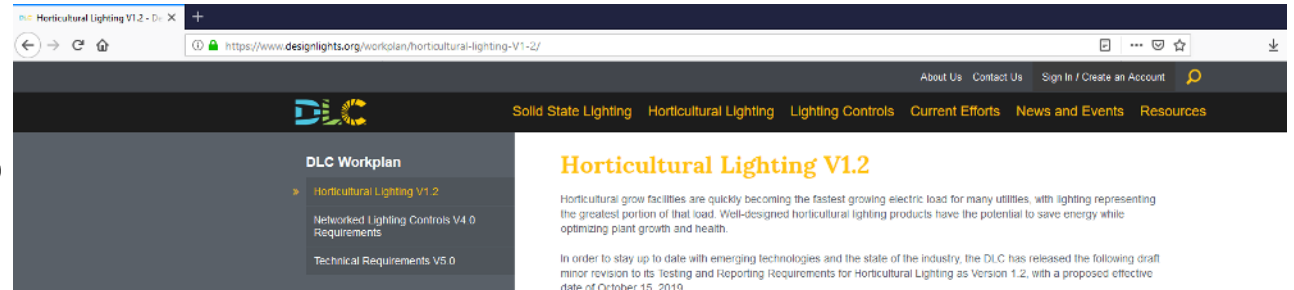 DLC Horticultural Lighting V1.2 - De
https://www.designlights.org/workplan/horticultural-lighting-V1-2/
About Us Contact Us Sign In / Create an Account
DLC Solid State Lighting Horticultural Lighting Lighting Controls Current Efforts News and Events Resources
DLC Workplan
» Horticultural Lighting V1.2
Networked Lighting Controls V4.0
Requirements
Technical Requirements V5.0
Horticultural Lighting V1.2
Horticultural grow facilities are quickly becoming the fastest growing electric load for many utilities, with lighting representing
the greatest portion of that load. Well-designed horticultural lighting products have the potential to save energy while
optimizing plant growth and health.
In order to stay up to date with emerging technologies and the state of the industry, the DLC has released the following draft
minor revision to its Testing and Reporting Requirements for Horticultural Lighting as Version 1.2, with a proposed effective
date of October 15, 2019.